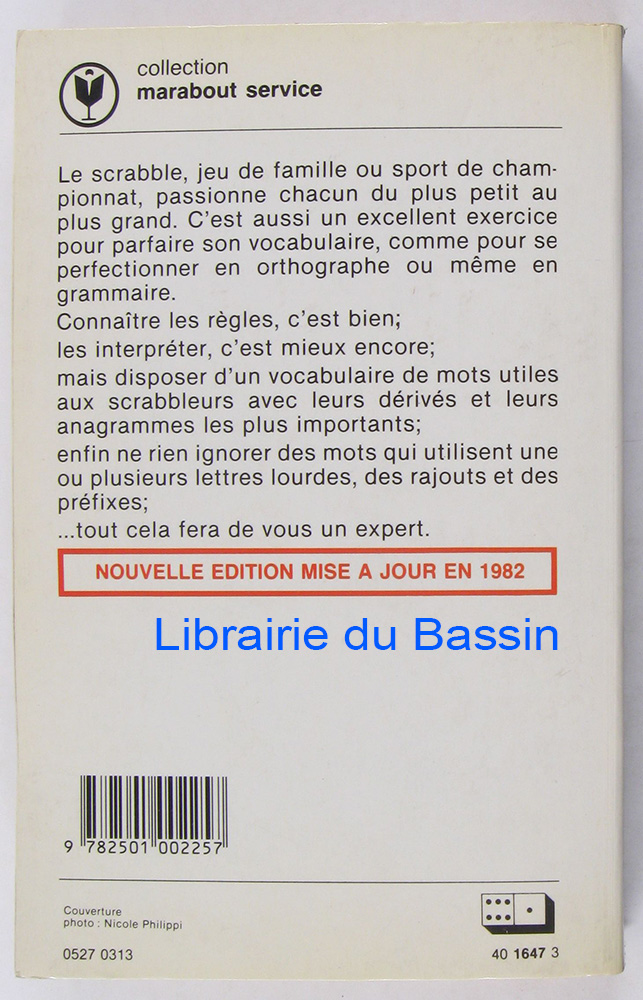 collection
marabout service
Le scrabble, jeu de famille ou sport de cham-
pionnat, passionne chacun du plus petit au
plus grand. C'est aussi un excellent exercice
pour parfaire son vocabulaire, comme pour se
perfectionner en orthographe ou même en
grammaire.
Connaître les règles, c'est bien;
les interpréter, c'est mieux encore;
mais disposer d'un vocabulaire de mots utiles
aux scrabbleurs avec leurs dérivés et leurs
anagrammes les plus importants;
enfin ne rien ignorer des mots qui utilisent une
ou plusieurs lettres lourdes, des rajouts et des
préfixes;
...tout cela fera de vous un expert.
NOUVELLE EDITION MISE A JOUR EN 1982
Librairie du Bassin
9 782501 002257
Couverture
photo : Nicole Philippi
0527 0313
40 1647 3